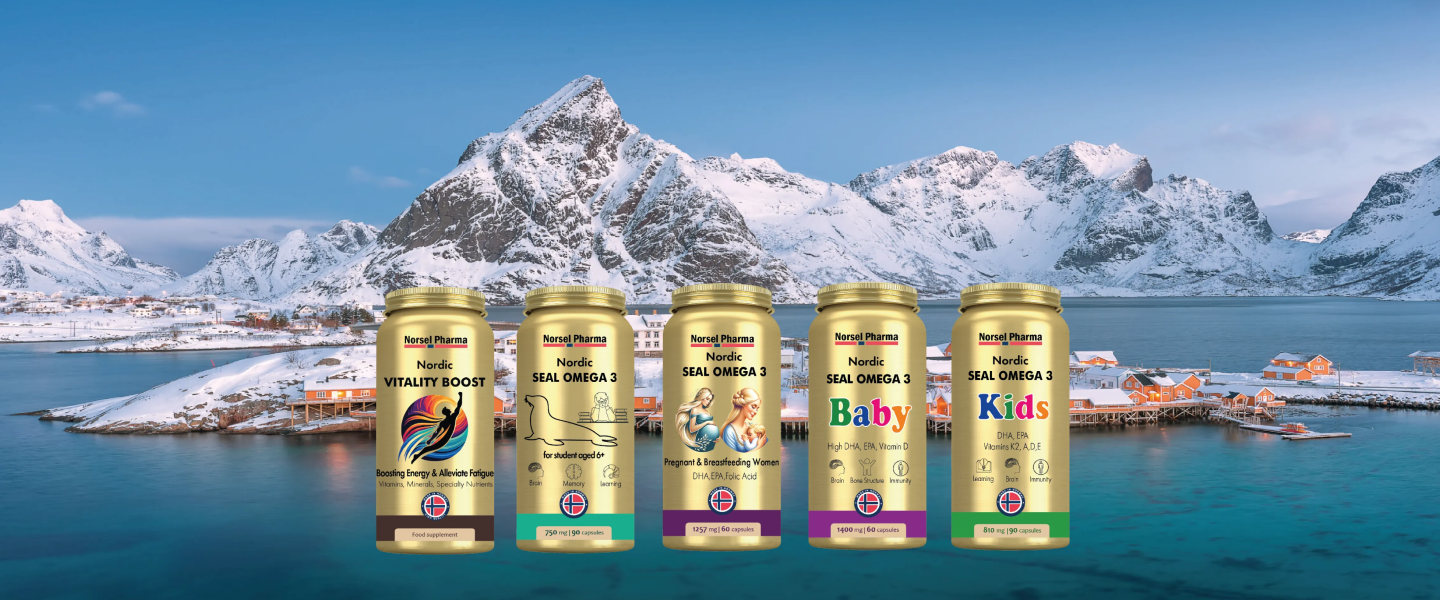 Norsel Pharma
Nordic
VITALITY BOOST
Boosting Energy & Alleviate Fatigue
Vitamins, Minerals, Specialty Nutrients
Food supplement
Norsel Pharma
Nordic
SEAL OMEGA 3
for student aged 6+
Brain Memory Learning
750 mg | 90 capsules
Norsel Pharma
Nordic
SEAL OMEGA 3
Pregnant & Breastfeeding Women
DHA,EPA,Folic Acid
1257 mg | 60 capsules
Norsel Pharma
Nordic
SEAL OMEGA 3
Baby
High DHA, EPA, Vitamin D
Brain Bone Structure Immunity
1400 mg | 60 capsules
Norsel Pharma
Nordic
SEAL OMEGA 3
Kids
DHA, EPA
Vitamins K2, A,D,E
Learning Brain Immunity
810 mg | 90 capsules